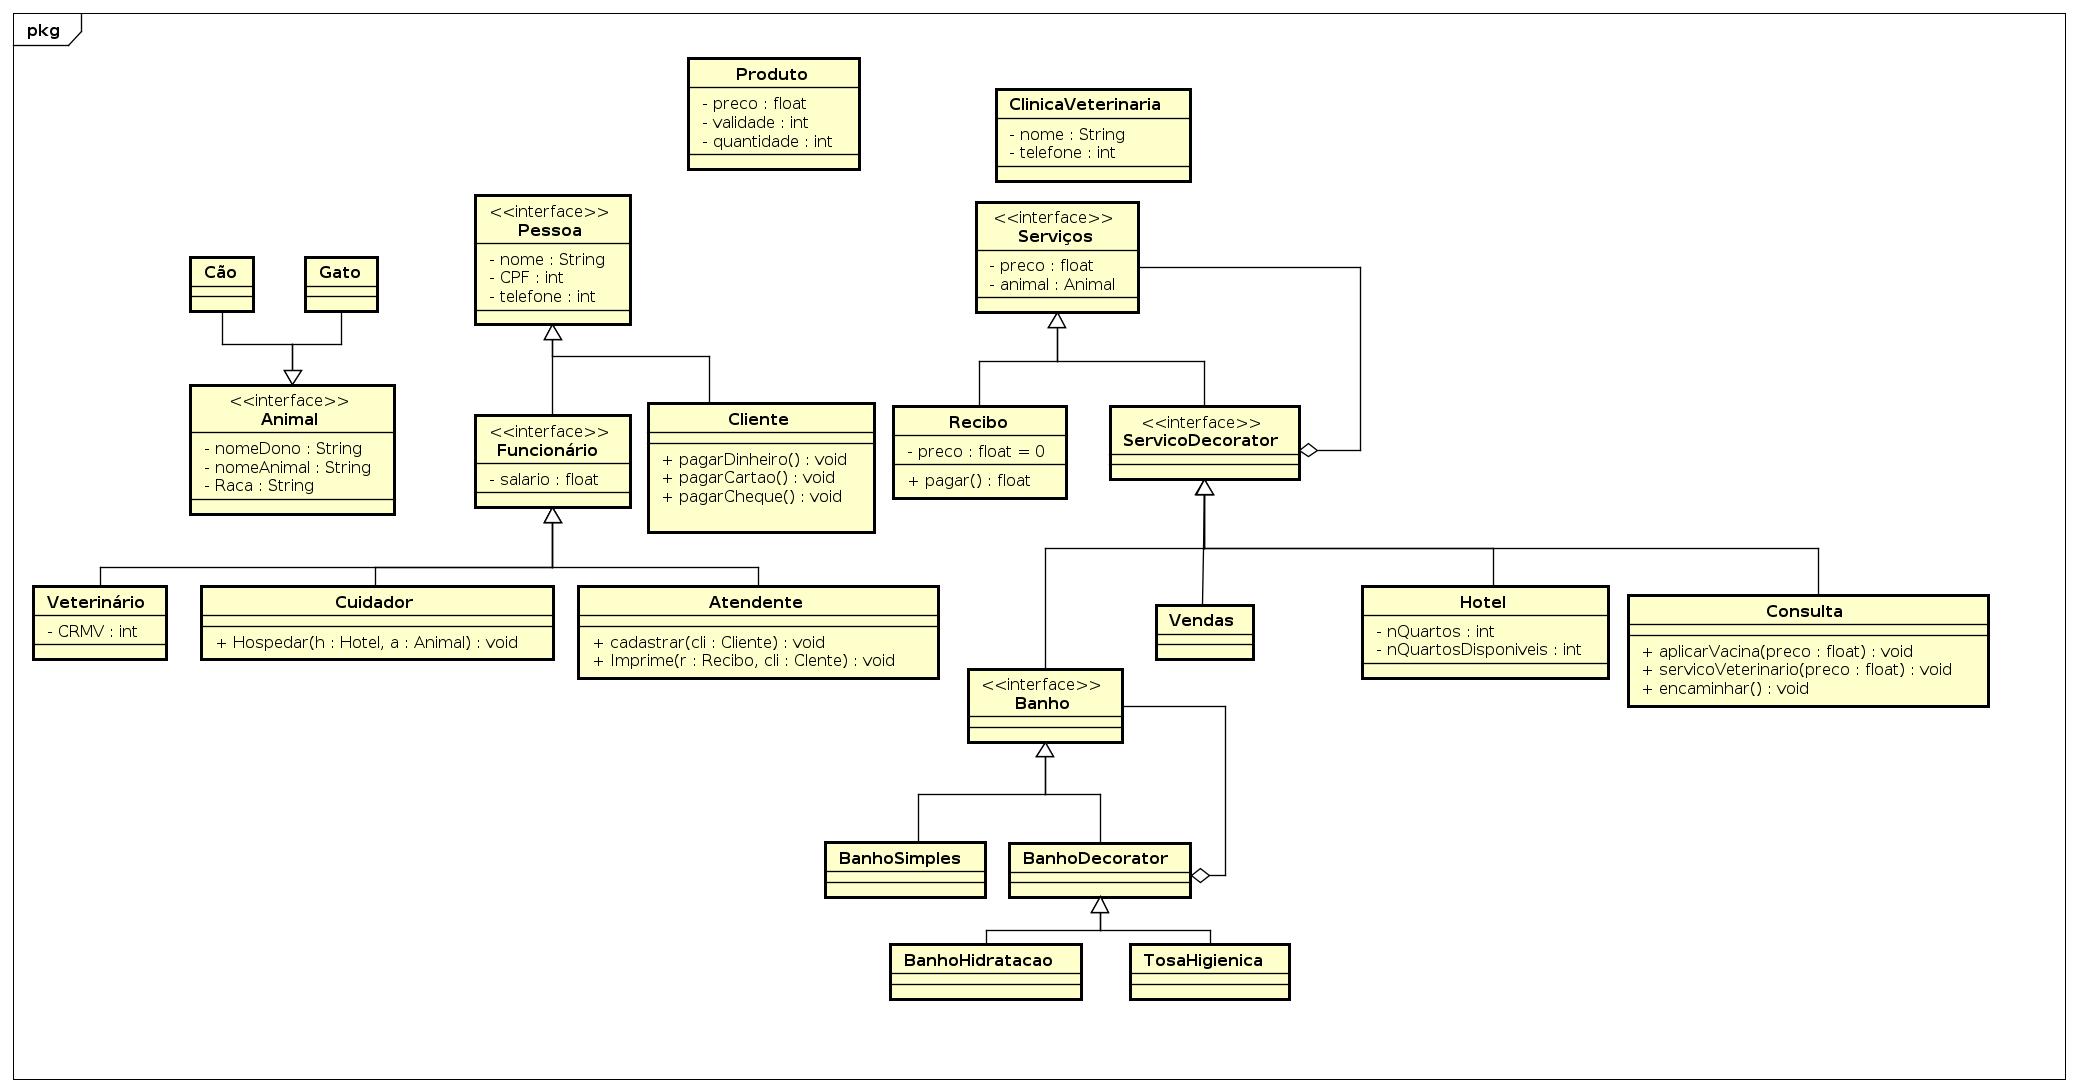 pkg
Produto
- preco : float
- validade : int
- quantidade : int
ClinicaVeterinaria
- nome : String
- telefone : int
<<interface>>
Pessoa
- nome : String
- CPF : int
- telefone : int
<<interface>>
Serviços
- preco : float
- animal : Animal
Cão
Gato
<<interface>>
Animal
- nomeDono : String
- nomeAnimal : String
- Raca : String
<<interface>>
Funcionário
- salario : float
Cliente
+ pagarDinheiro() : void
+ pagarCartao() : void
+ pagarCheque() : void
Recibo
- preco : float = 0
+ pagar() : float
<<interface>>
ServicoDecorator
Veterinário
- CRMV : int
Cuidador
+ Hospedar(h : Hotel, a : Animal) : void
Atendente
+ cadastrar(cli : Cliente) : void
+ Imprime(r : Recibo, cli : Clente) : void
Vendas
Hotel
- nQuartos : int
- nQuartosDisponiveis : int
Consulta
+ aplicarVacina(preco : float) : void
+ servicoVeterinario(preco : float) : void
+ encaminhar() : void
<<interface>>
Banho
BanhoSimples
BanhoDecorator
BanhoHidratacao
TosaHigienica